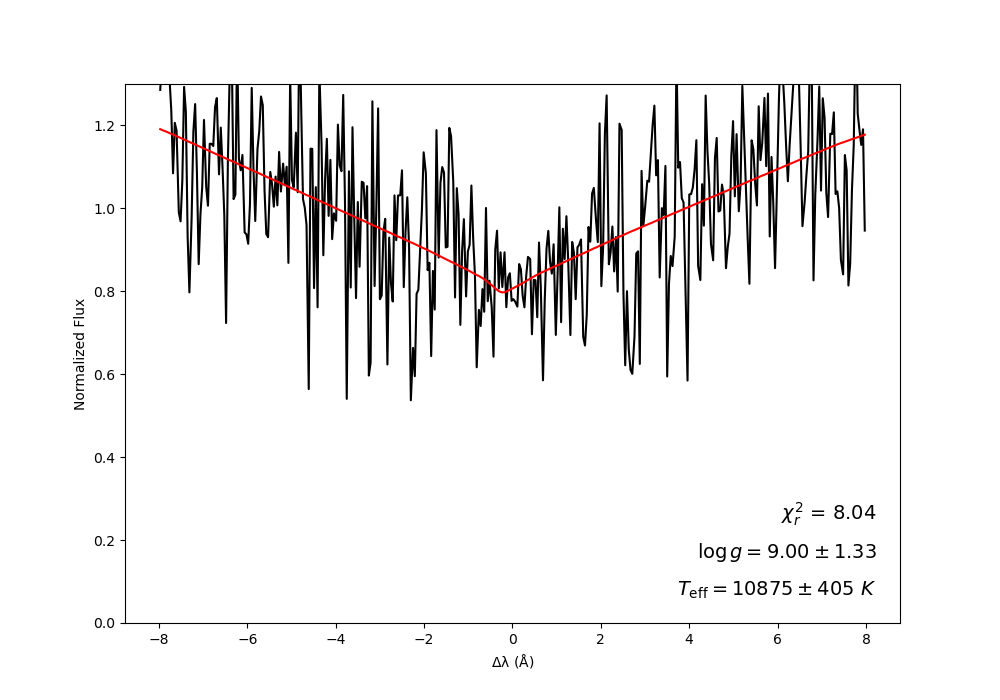 1.2
1.0
0.8
0.6
0.4
0.2
0.0
Normalized Flux
χ²ᵣ = 8.04
log g = 9.00 ± 1.33
T_eff = 10875 ± 405 K
−8 −6 −4 −2 0 2 4 6 8
Δλ (Å)